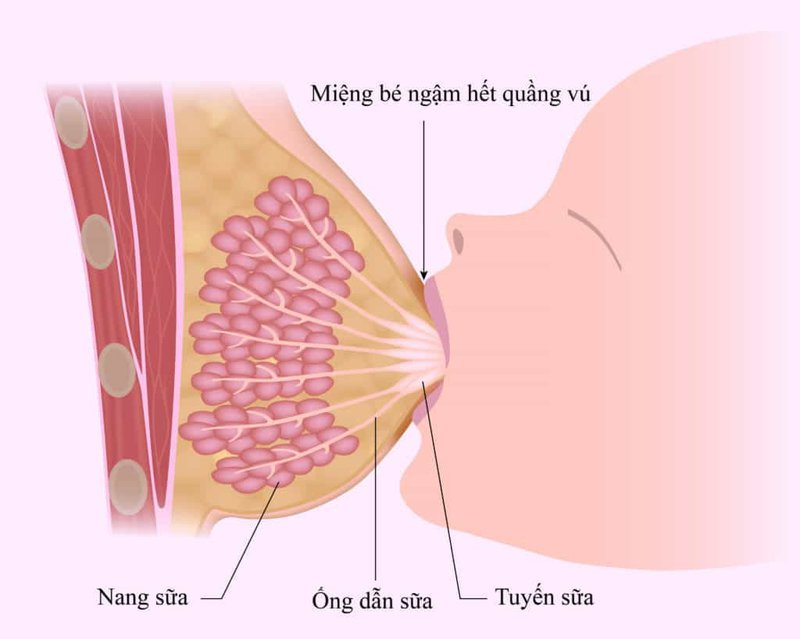 Miệng bé ngậm hết quầng vú
Nang sữa
Ống dẫn sữa
Tuyến sữa